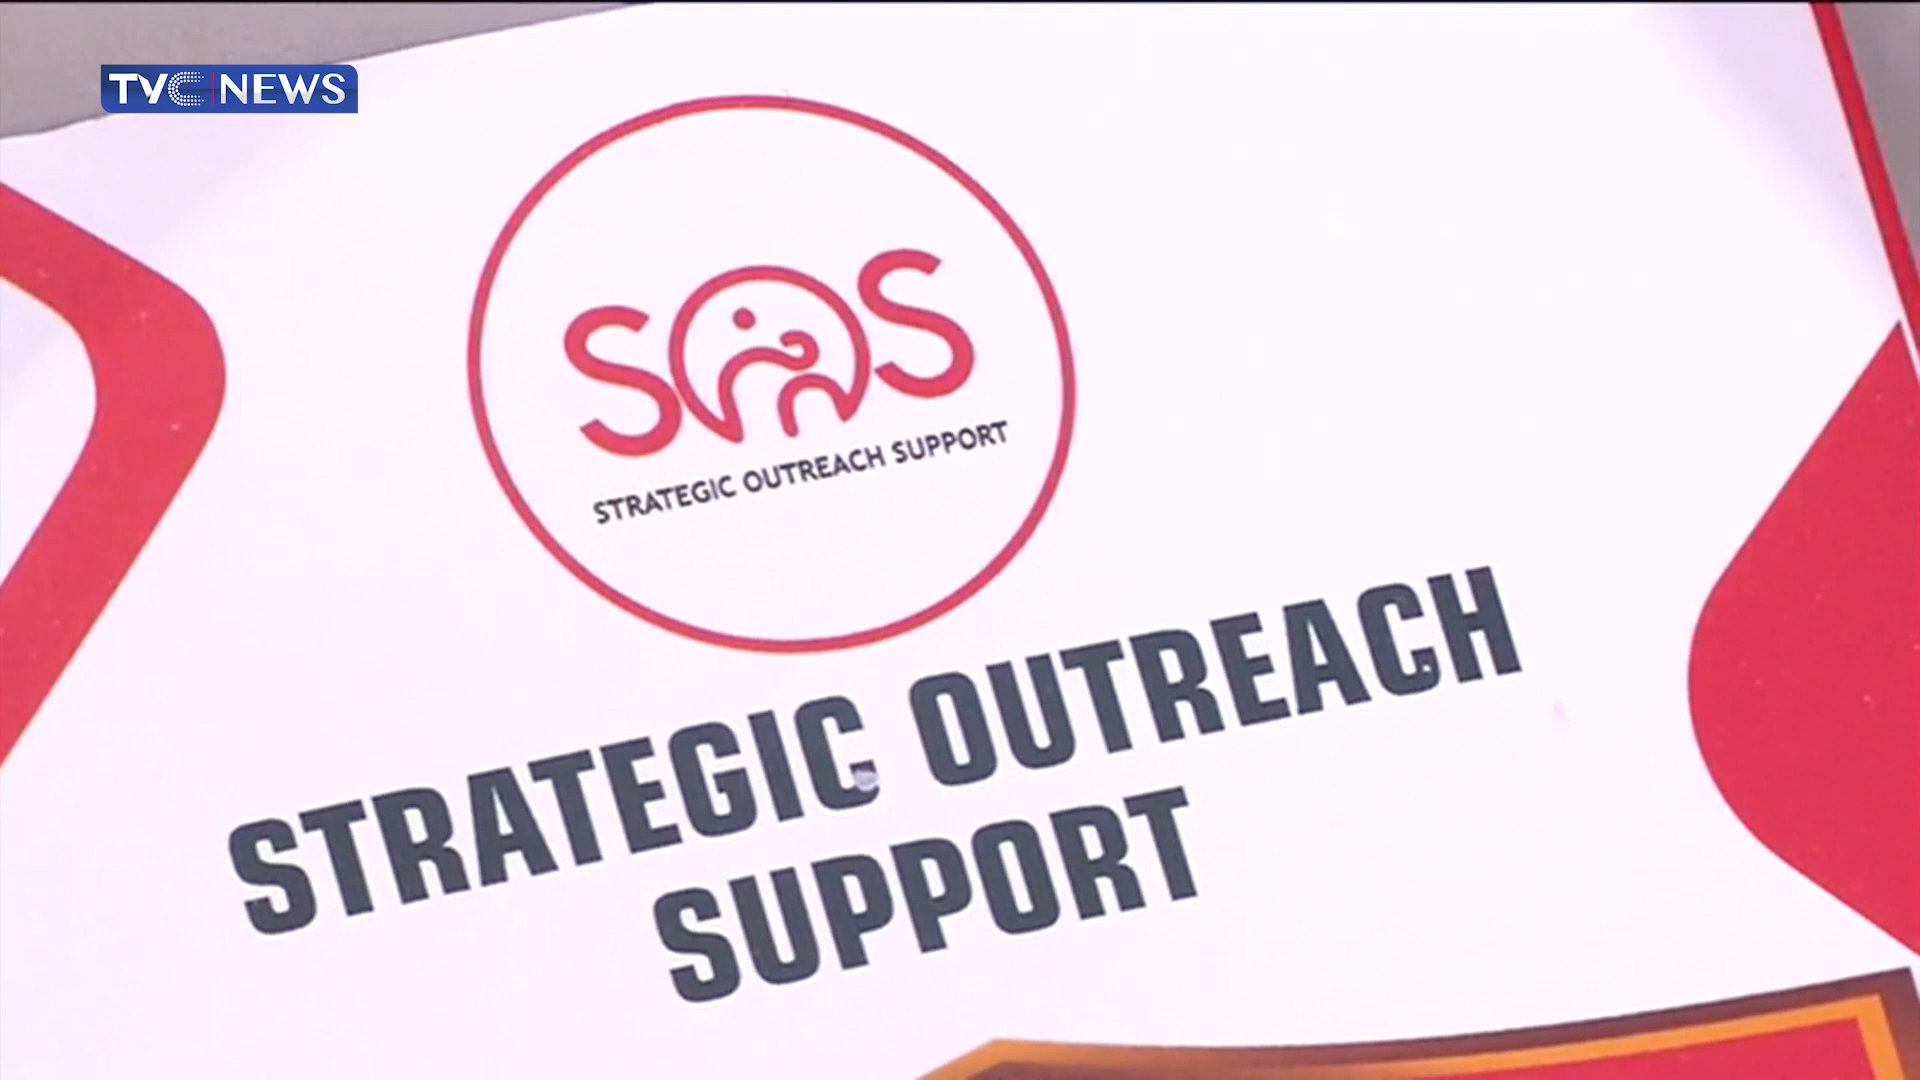 TVC NEWS
SOS
STRATEGIC OUTREACH SUPPORT
STRATEGIC OUTREACH
SUPPORT